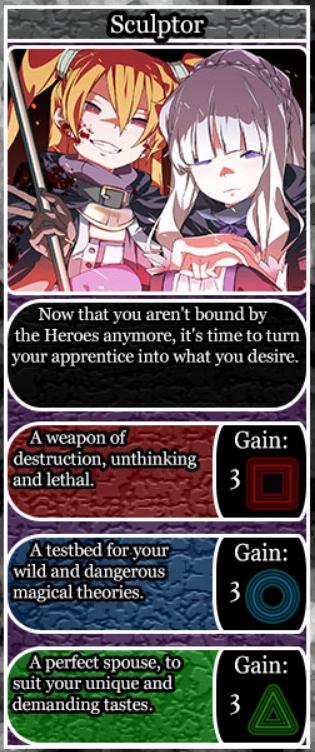 Sculptor
Now that you aren't bound by
the Heroes anymore, it's time to turn
your apprentice into what you desire.
A weapon of
destruction, unthinking
and lethal.
Gain:
3
A testbed for your
wild and dangerous
magical theories.
Gain:
3
A perfect spouse, to
suit your unique and
demanding tastes.
Gain:
3